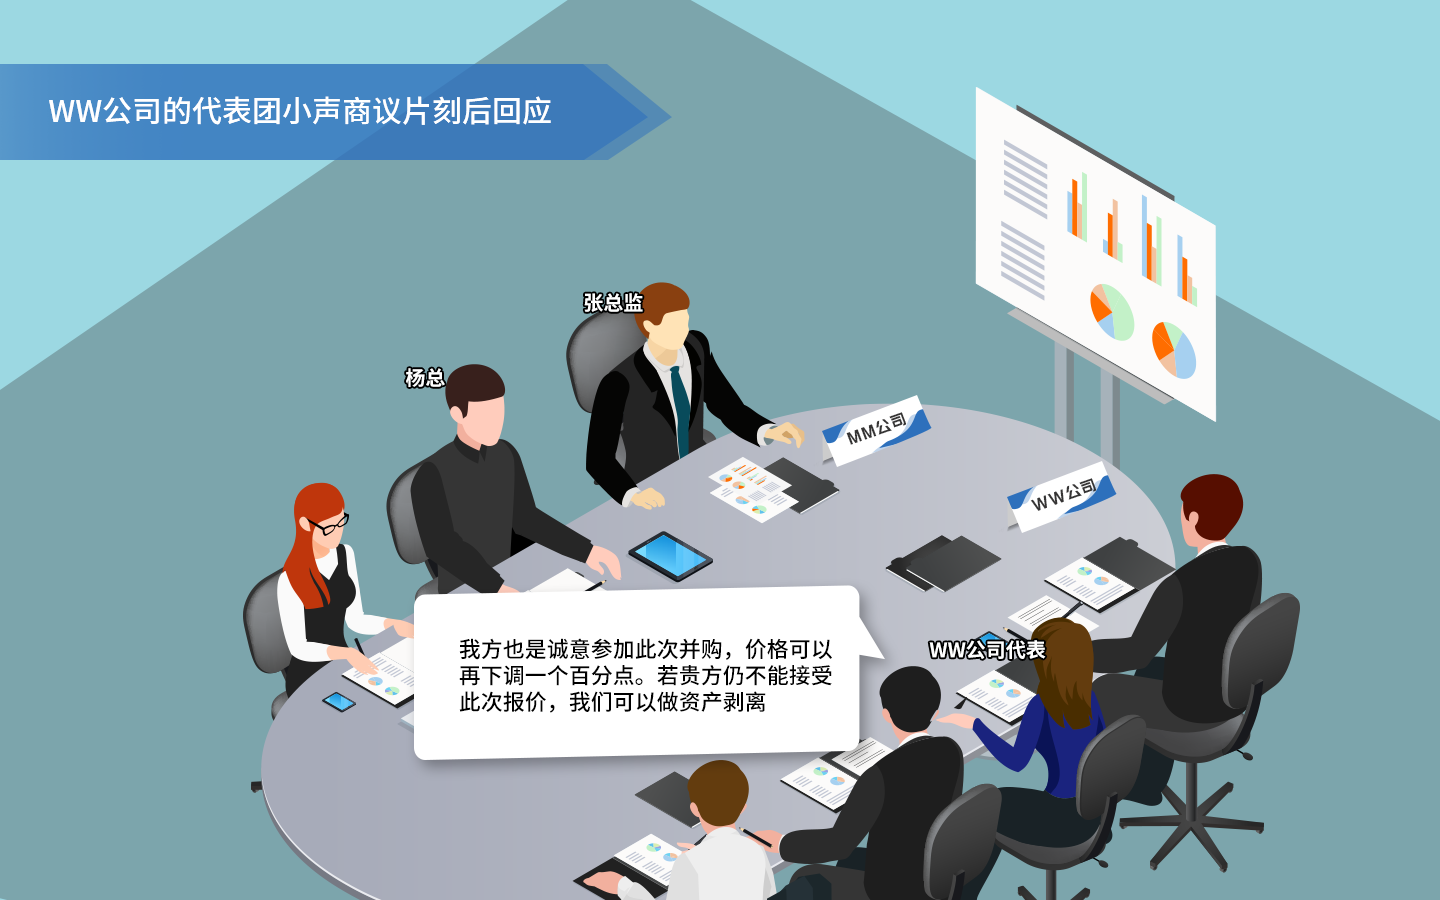 WW公司的代表团小声商议片刻后回应
张总监
杨总
MM公司
WW公司
WW公司代表
我方也是诚意参加此次并购，价格可以
再下调一个百分点。若贵方仍不能接受
此次报价，我们可以做资产剥离